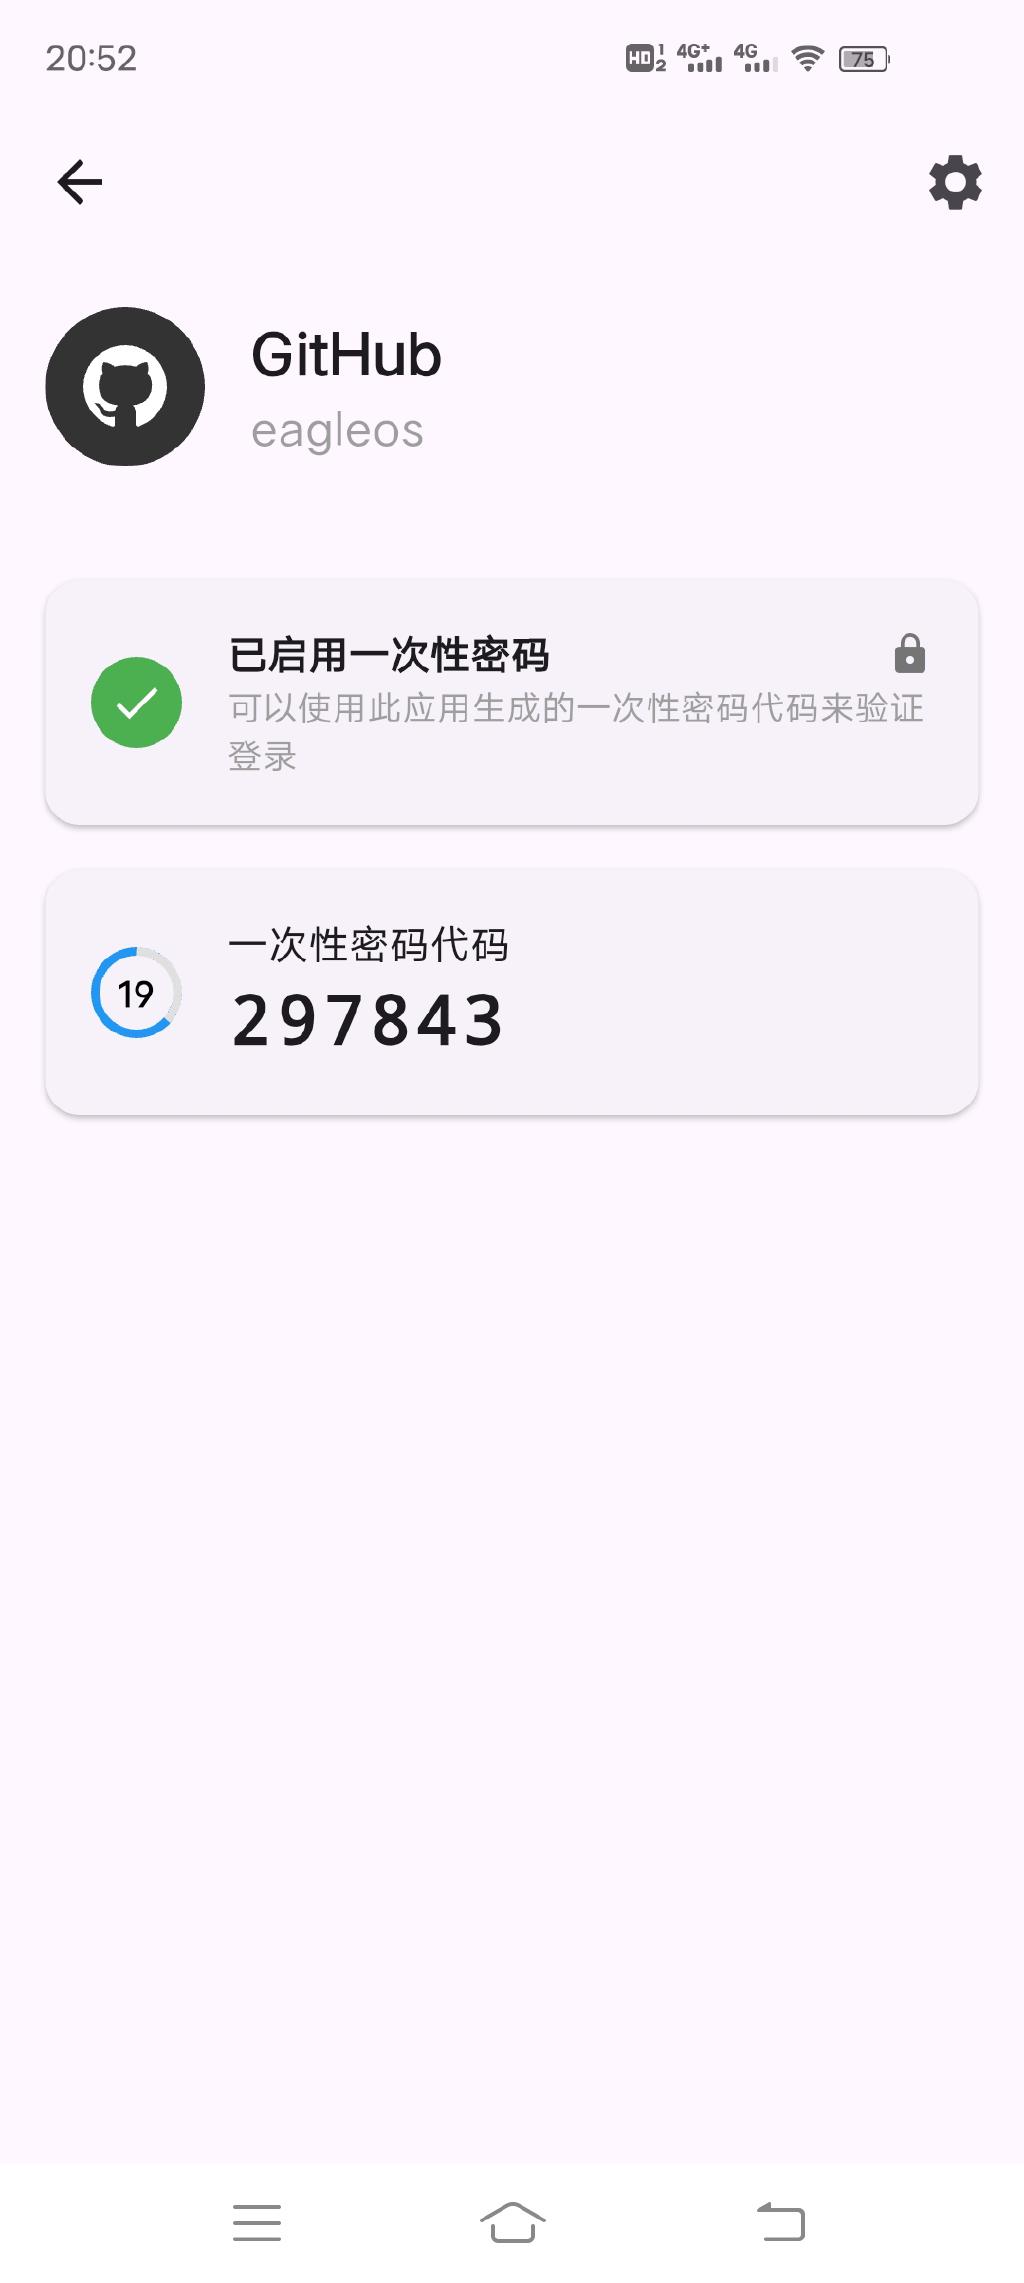 20:52
HD 1 2 4G+ 4G 75
GitHub
eagleos
已启用一次性密码
可以使用此应用生成的一次性密码代码来验证
登录
一次性密码代码
19
297843